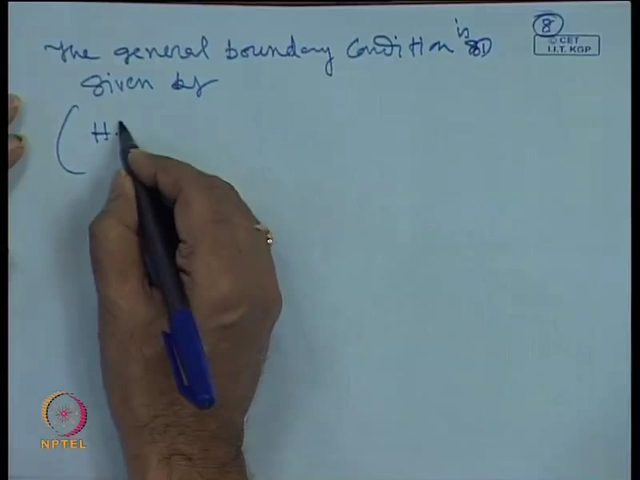 8
© CET
I.I.T. KGP
The general boundary condition is
given by
( H
NPTEL